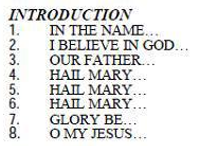 INTRODUCTION
1. IN THE NAME…
2. I BELIEVE IN GOD…
3. OUR FATHER…
4. HAIL MARY…
5. HAIL MARY…
6. HAIL MARY…
7. GLORY BE…
8. O MY JESUS…